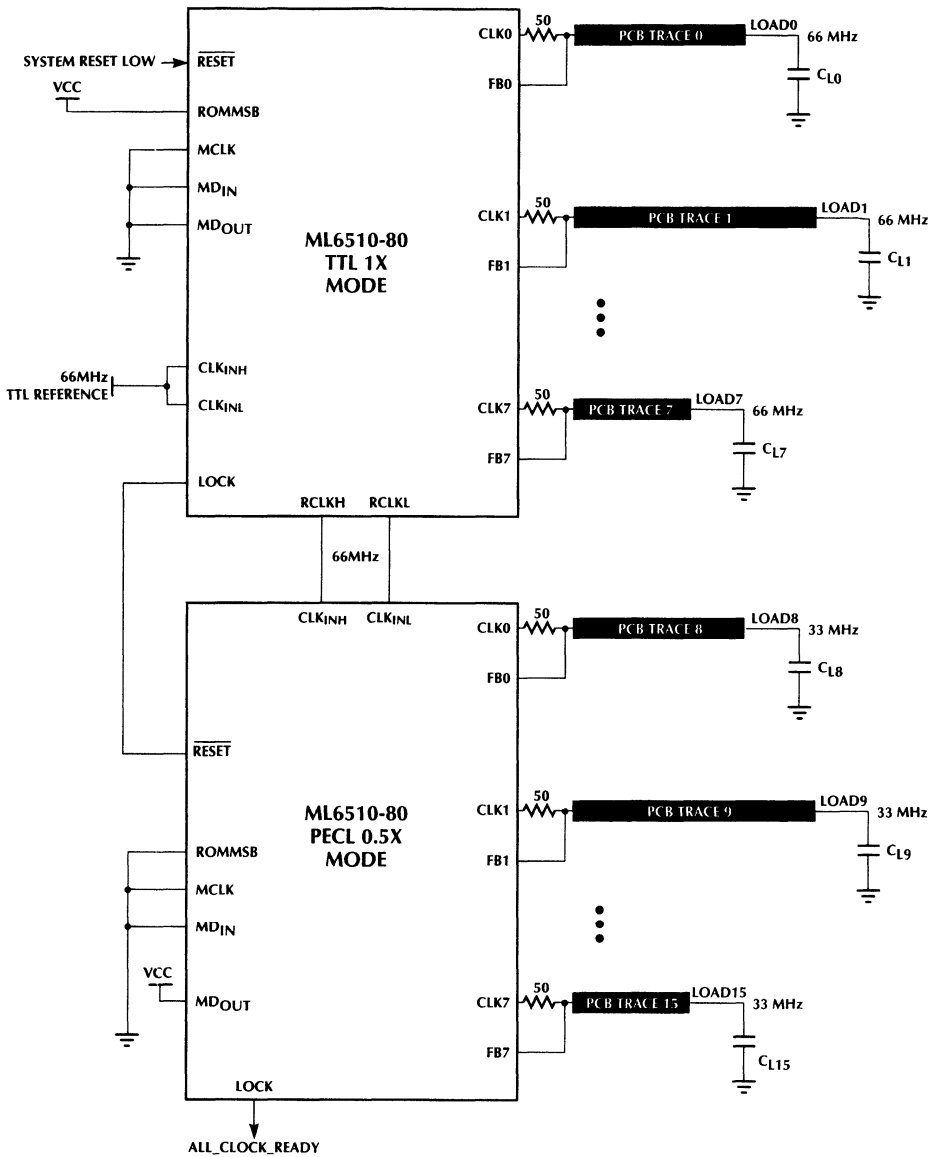 50
CLK0
PCB TRACE 0
LOAD0
66 MHz
SYSTEM RESET LOW
RESET
FB0
CL0
VCC
ROMMSB
MCLK
MDIN
MDOUT
50
CLK1
PCB TRACE 1
LOAD1
66 MHz
FB1
CL1
ML6510-80
TTL 1X
MODE
66MHz
TTL REFERENCE
CLKINH
CLKINL
50
CLK7
PCB TRACE 7
LOAD7
66 MHz
FB7
CL7
LOCK
RCLKH
RCLKL
66MHz
CLKINH
CLKINL
50
CLK0
PCB TRACE 8
LOAD8
33 MHz
FB0
CL8
RESET
50
CLK1
PCB TRACE 9
LOAD9
33 MHz
FB1
CL9
ML6510-80
PECL 0.5X
MODE
ROMMSB
MCLK
MDIN
VCC
MDOUT
50
CLK7
PCB TRACE 15
LOAD15
33 MHz
FB7
CL15
LOCK
ALL_CLOCK_READY